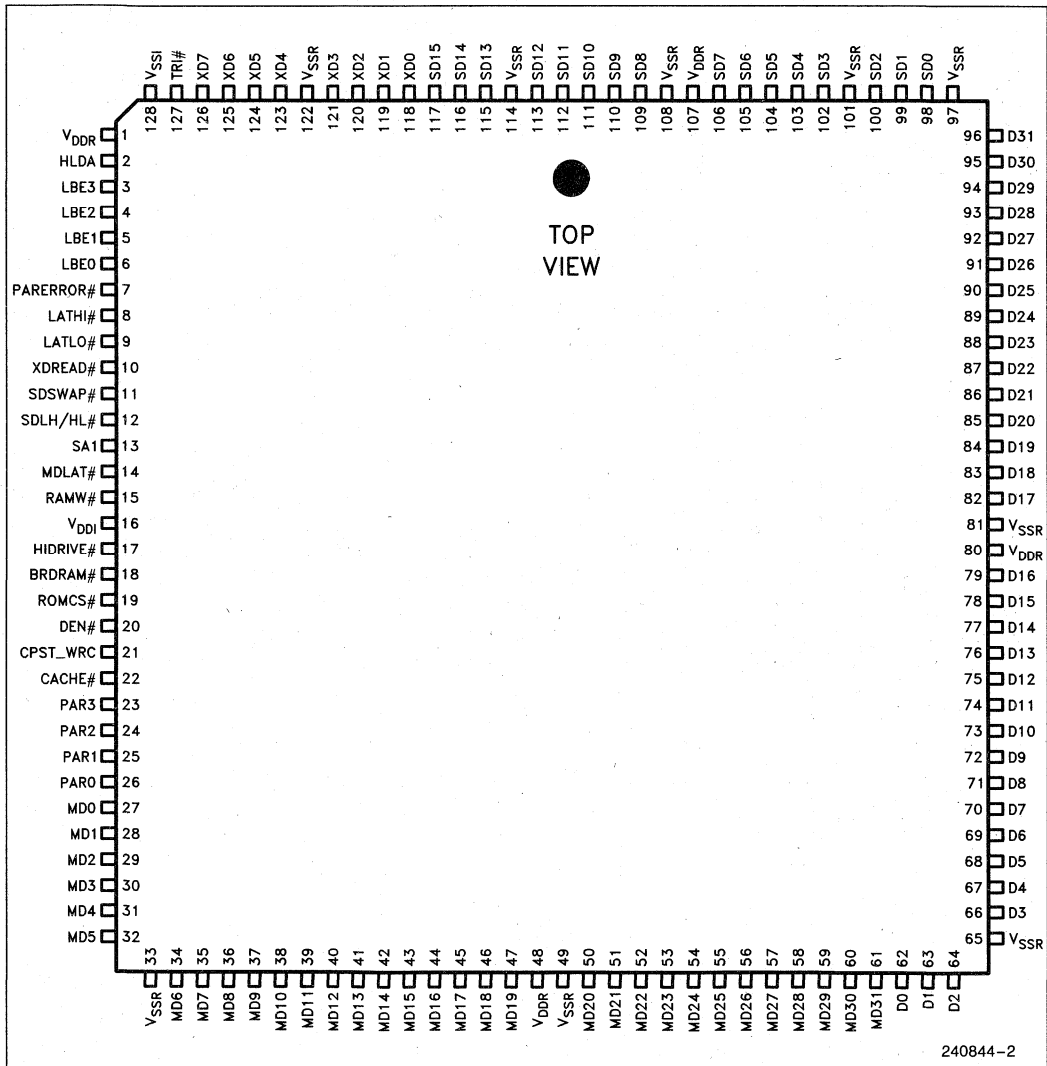 VSSI TRI# XD7 XD6 XD5 XD4 VSSR XD3 XD2 XD1 XD0 SD15 SD14 SD13 VSSR SD12 SD11 SD10 SD9 SD8 VSSR VDDR SD7 SD6 SD5 SD4 SD3 VSSR SD2 SD1 SD0 VSSR
128 127 126 125 124 123 122 121 120 119 118 117 116 115 114 113 112 111 110 109 108 107 106 105 104 103 102 101 100 99 98 97
VDDR 1
HLDA 2
LBE3 3
LBE2 4
LBE1 5
LBE0 6
PARERROR# 7
LATHI# 8
LATLO# 9
XDREAD# 10
SDSWAP# 11
SDLH/HL# 12
SA1 13
MDLAT# 14
RAMW# 15
VDDI 16
HIDRIVE# 17
BRDRAM# 18
ROMCS# 19
DEN# 20
CPST_WRC 21
CACHE# 22
PAR3 23
PAR2 24
PAR1 25
PAR0 26
MD0 27
MD1 28
MD2 29
MD3 30
MD4 31
MD5 32
TOP
VIEW
96 D31
95 D30
94 D29
93 D28
92 D27
91 D26
90 D25
89 D24
88 D23
87 D22
86 D21
85 D20
84 D19
83 D18
82 D17
81 VSSR
80 VDDR
79 D16
78 D15
77 D14
76 D13
75 D12
74 D11
73 D10
72 D9
71 D8
70 D7
69 D6
68 D5
67 D4
66 D3
65 VSSR
33 34 35 36 37 38 39 40 41 42 43 44 45 46 47 48 49 50 51 52 53 54 55 56 57 58 59 60 61 62 63 64
VSSR MD6 MD7 MD8 MD9 MD10 MD11 MD12 MD13 MD14 MD15 MD16 MD17 MD18 MD19 VDDR VSSR MD20 MD21 MD22 MD23 MD24 MD25 MD26 MD27 MD28 MD29 MD30 MD31 D0 D1 D2
240844-2